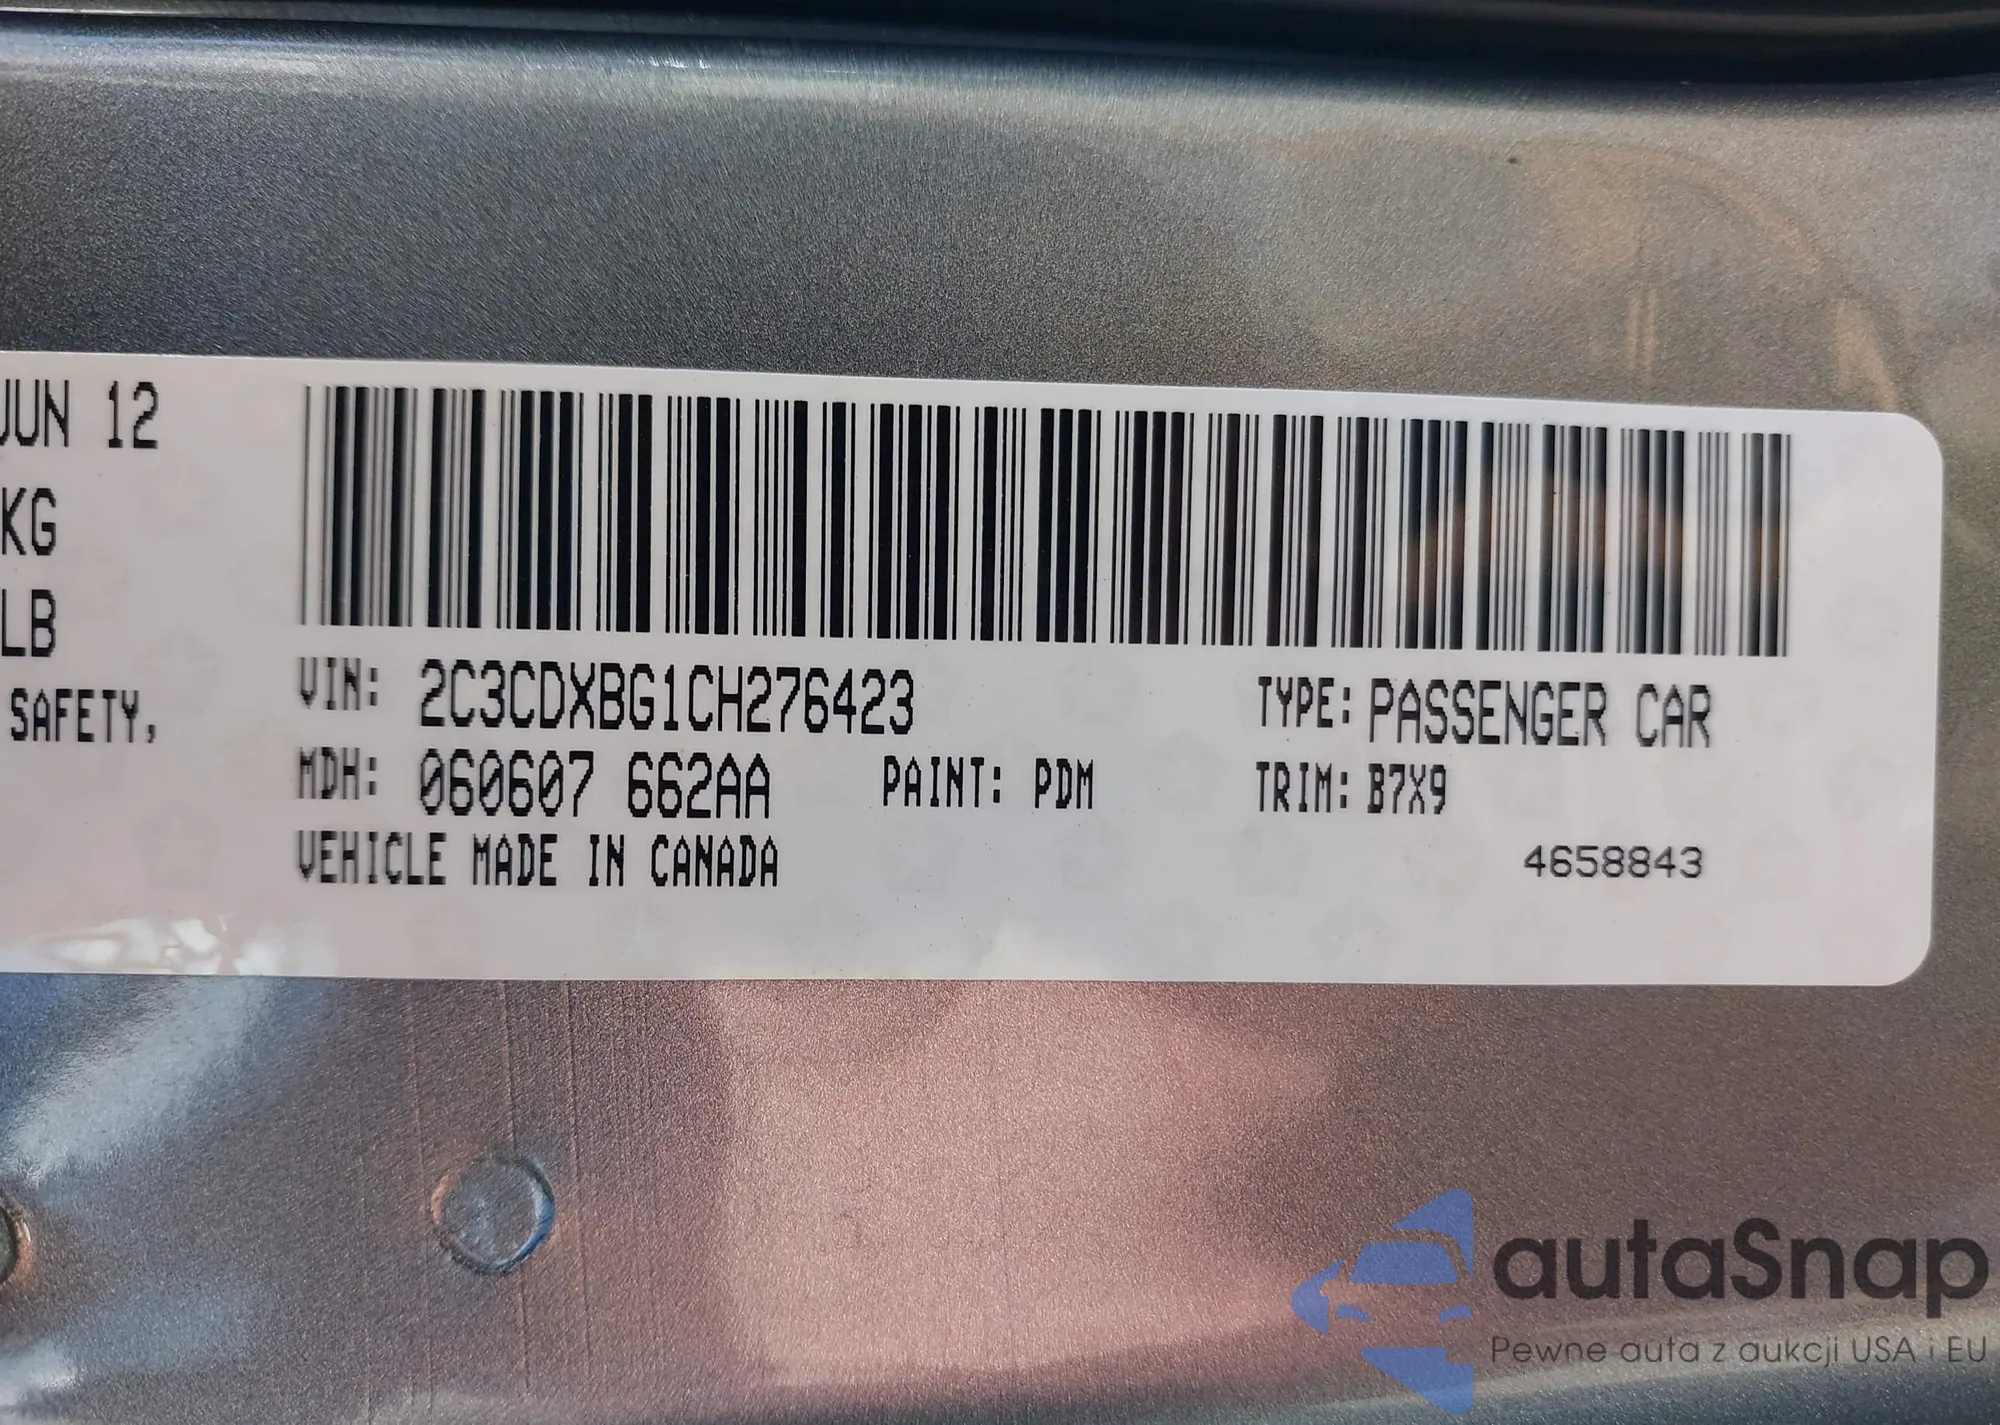 JUN 12
KG
LB
SAFETY,
VIN: 2C3CDXBG1CH276423
TYPE: PASSENGER CAR
MDH: 060607 662AA
PAINT: PDM
TRIM: B7X9
VEHICLE MADE IN CANADA
4658843
autaSnap
Pewne auta z aukcji USA i EU